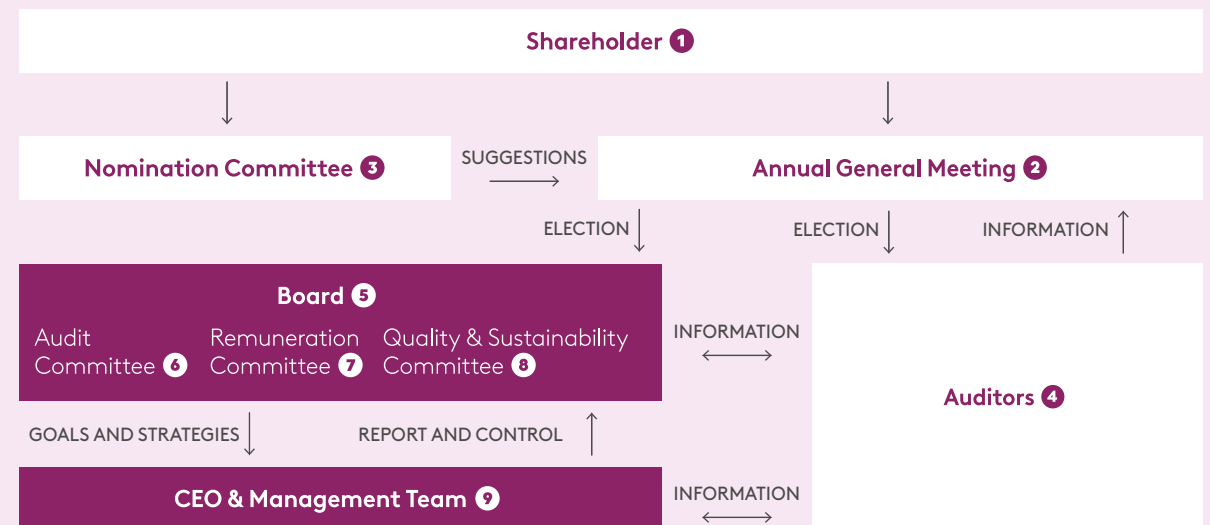 Shareholder 1
Nomination Committee 3
SUGGESTIONS
Annual General Meeting 2
ELECTION
ELECTION
INFORMATION
Board 5
Audit
Committee 6
Remuneration
Committee 7
Quality & Sustainability
Committee 8
INFORMATION
Auditors 4
GOALS AND STRATEGIES
REPORT AND CONTROL
CEO & Management Team 9
INFORMATION